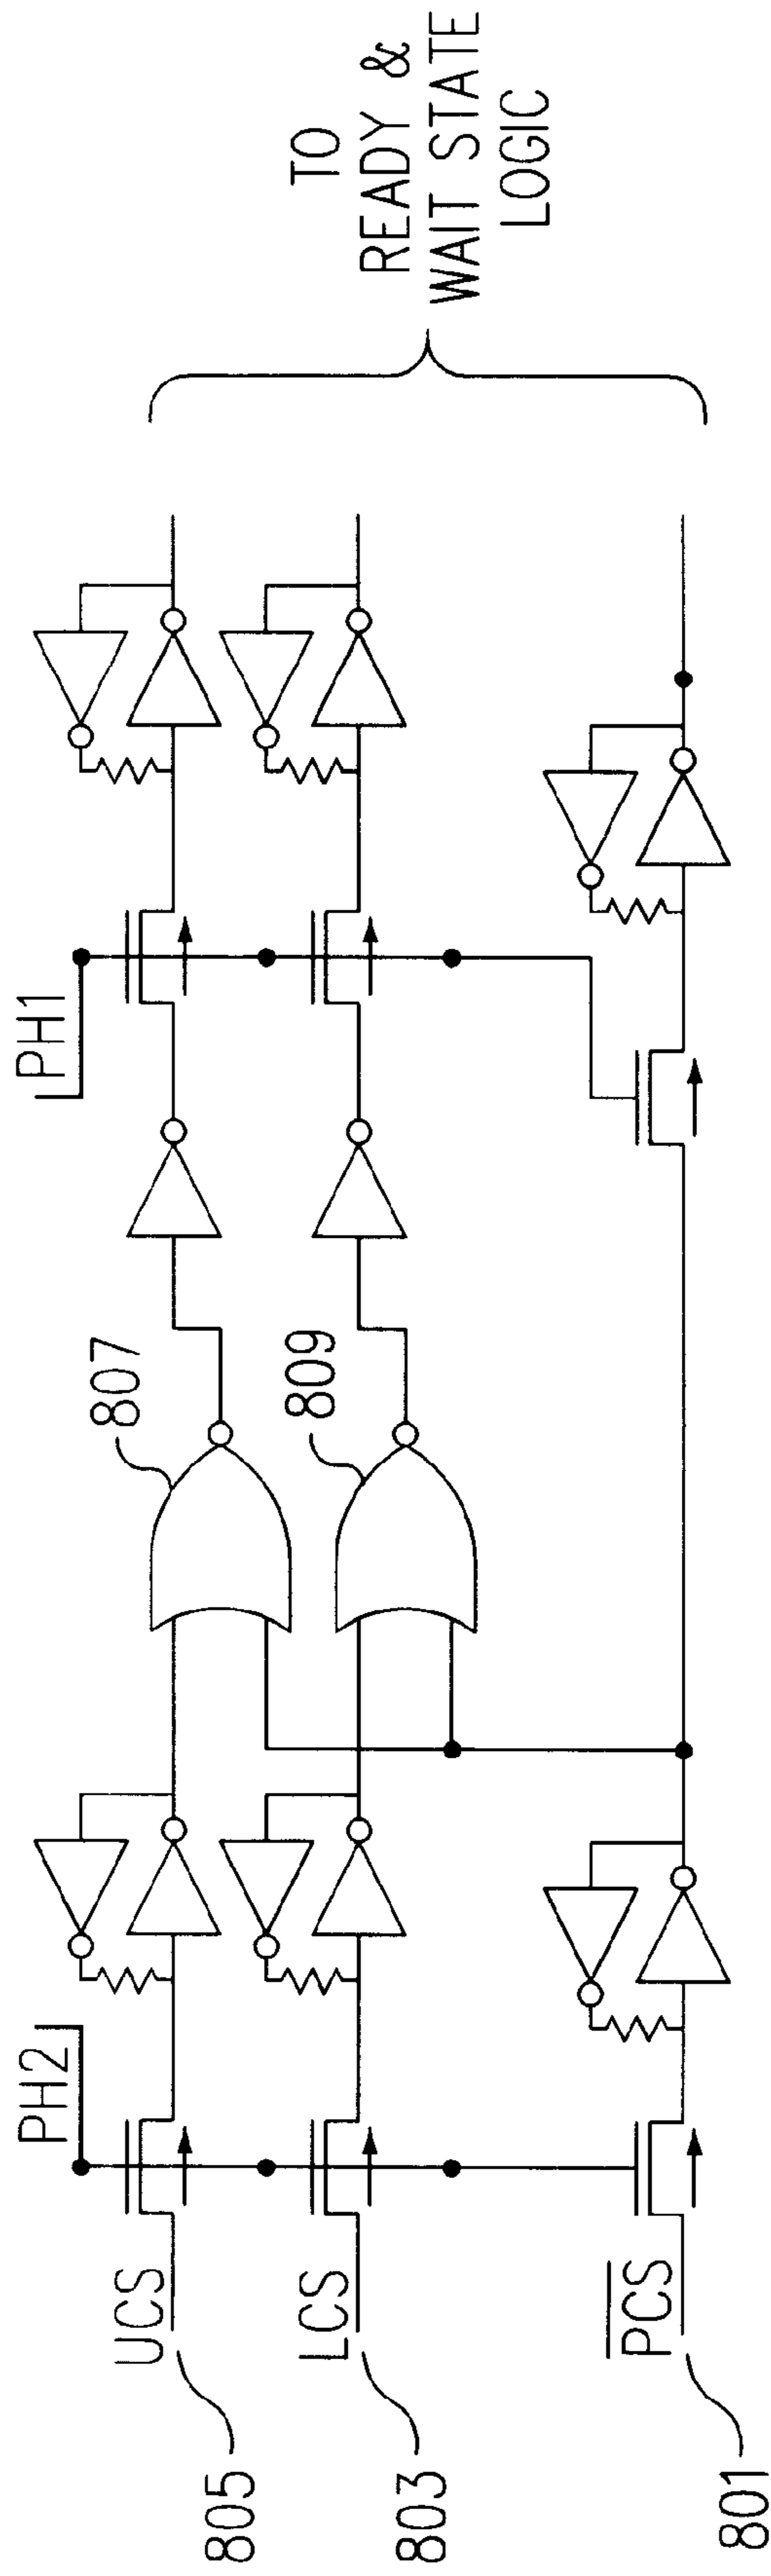 PH2
PH1
UCS
LCS
PCS
805
803
801
807
809
TO
READY &
WAIT STATE
LOGIC